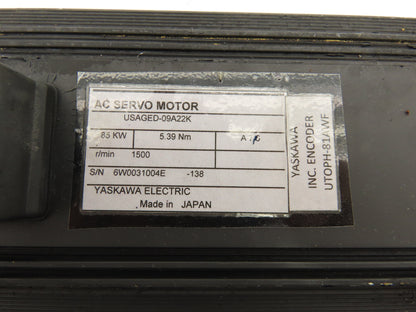 AC SERVO MOTOR
USAGED-09A22K
85 KW 5.39 Nm A
r/min 1500
S/N 6W0031004E -138
YASKAWA ELECTRIC
Made in JAPAN
YASKAWA
INC. ENCODER
UTOPH-81AWF